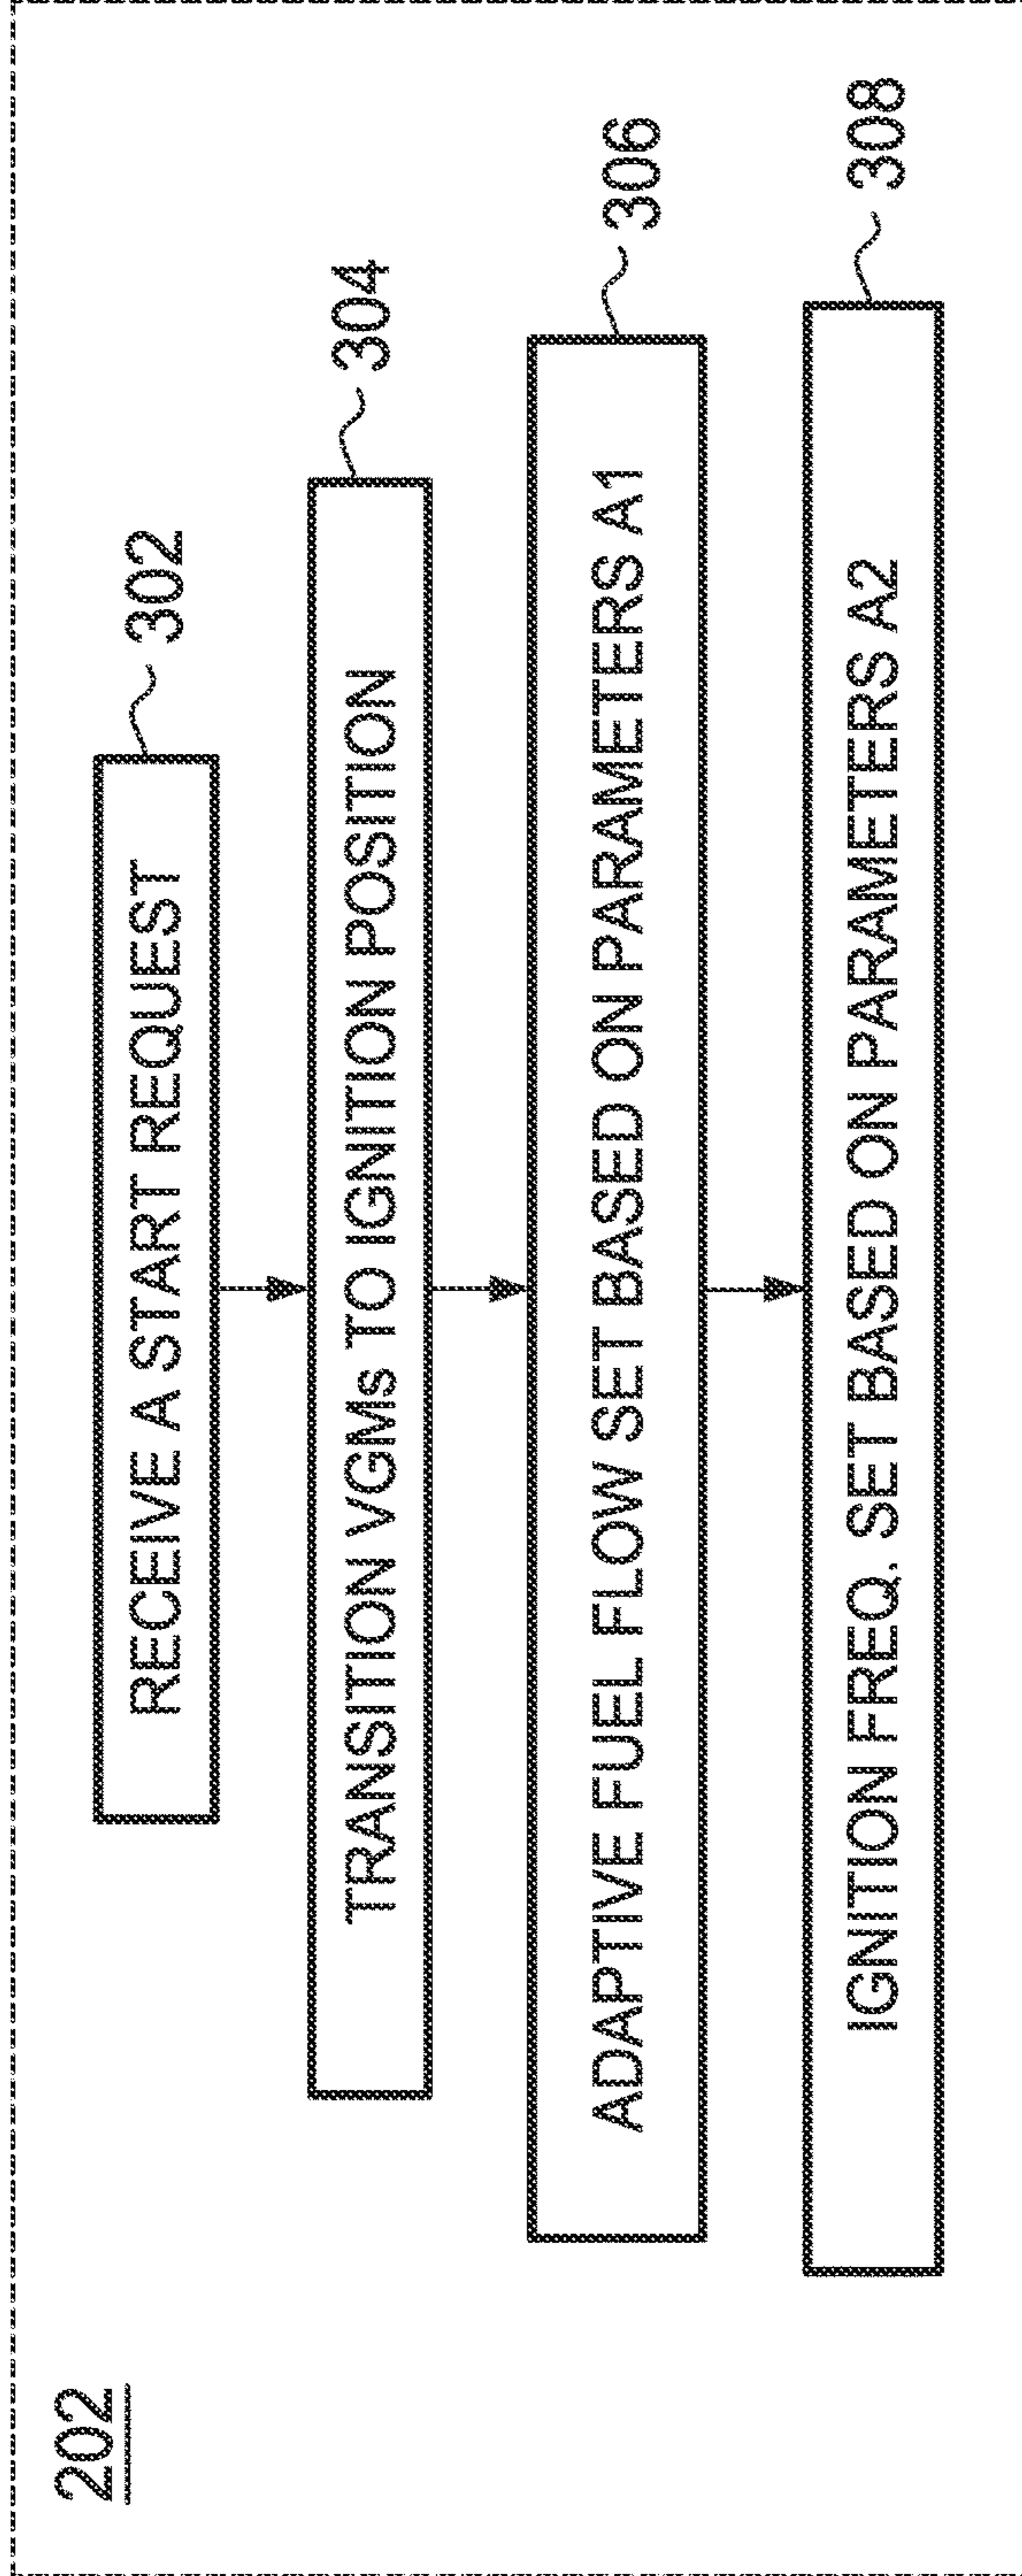 202
RECEIVE A START REQUEST
302
TRANSITION VGMs TO IGNITION POSITION
304
ADAPTIVE FUEL FLOW SET BASED ON PARAMETERS A1
306
IGNITION FREQ, SET BASED ON PARAMETERS A2
308